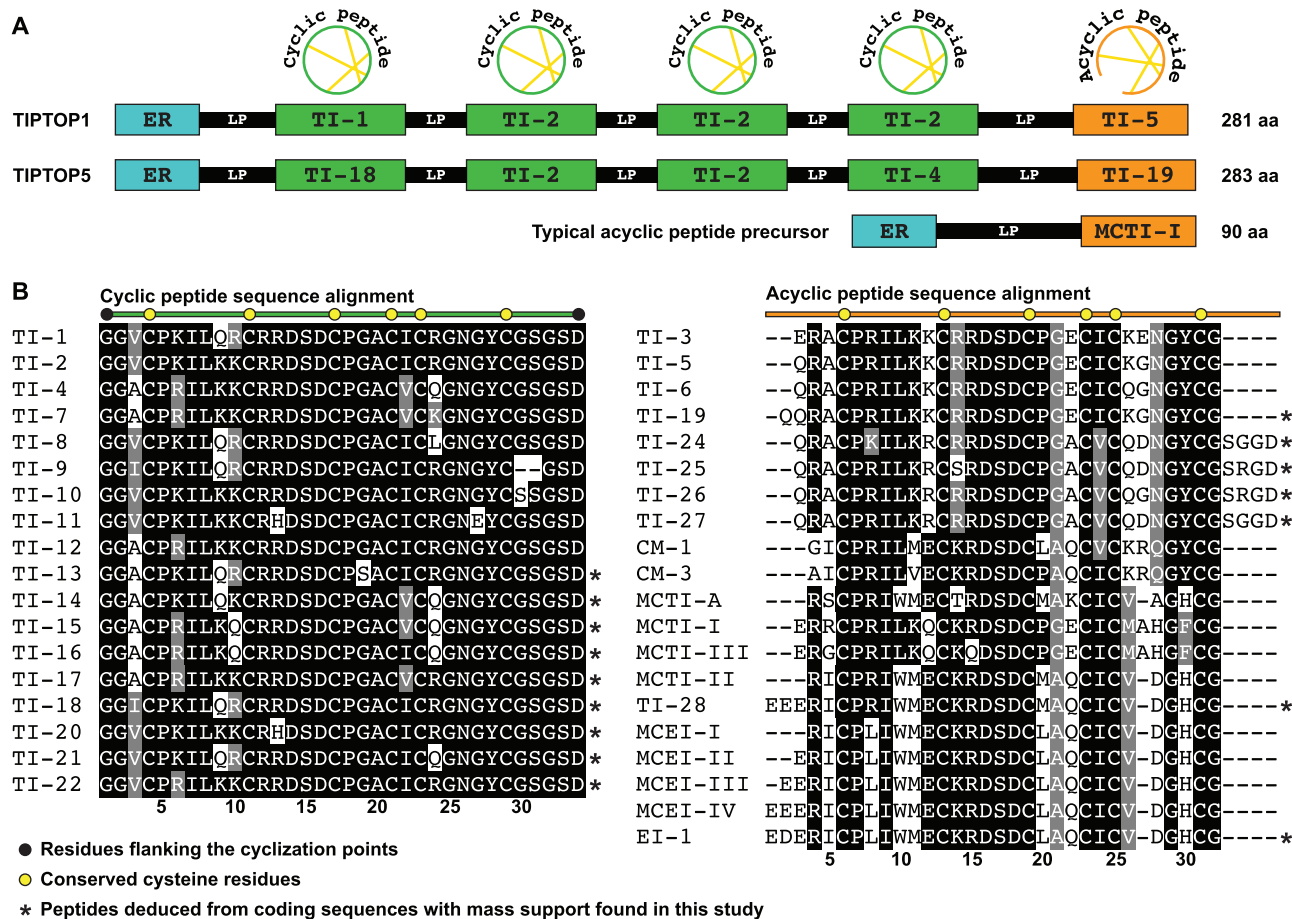 A
Cyclic peptide Cyclic peptide Cyclic peptide Cyclic peptide Acyclic peptide
TIPTOP1 ER LP TI-1 LP TI-2 LP TI-2 LP TI-2 LP TI-5 281 aa
TIPTOP5 ER LP TI-18 LP TI-2 LP TI-2 LP TI-4 LP TI-19 283 aa
Typical acyclic peptide precursor ER LP MCTI-I 90 aa
B
Cyclic peptide sequence alignment
TI-1 GGVCPKILQRCRRDSDCPGACICRGNGYCGSGSD
TI-2 GGVCPKILKKCRRDSDCPGACICRGNGYCGSGSD
TI-4 GGACPRILKKCRRDSDCPGACVCQGNGYCGSGSD
TI-7 GGACPRILKKCRRDSDCPGACVCKGNGYCGSGSD
TI-8 GGVCPKILQRCRRDSDCPGACICLGNGYCGSGSD
TI-9 GGICPKILQRCRRDSDCPGACICRGNGYC--GSD
TI-10 GGVCPKILKKCRRDSDCPGACICRGNGYCSSGSD
TI-11 GGVCPKILKKCRHDSDCPGACICRGNEYCGSGSD
TI-12 GGACPRILKKCRRDSDCPGACICRGNGYCGSGSD
TI-13 GGACPKILQRCRRDSDCPSACICRGNGYCGSGSD *
TI-14 GGACPKILQKCRRDSDCPGACVCQGNGYCGSGSD *
TI-15 GGACPRILKQCRRDSDCPGACVCQGNGYCGSGSD *
TI-16 GGACPRILKQCRRDSDCPGACICQGNGYCGSGSD *
TI-17 GGACPRILKKCRRDSDCPGACVCRGNGYCGSGSD *
TI-18 GGICPKILQRCRRDSDCPGACICRGNGYCGSGSD *
TI-20 GGVCPKILKKCRHDSDCPGACICRGNGYCGSGSD *
TI-21 GGVCPKILQRCRRDSDCPGACICQGNGYCGSGSD *
TI-22 GGVCPRILKKCRRDSDCPGACICRGNGYCGSGSD *
5 10 15 20 25 30
Acyclic peptide sequence alignment
TI-3 --ERACPRILKKCRRDSDCPGECICKENGYCG----
TI-5 --QRACPRILKKCRRDSDCPGECICKGNGYCG----
TI-6 --QRACPRILKKCRRDSDCPGECICQGNGYCG----
TI-19 -QQRACPRILKKCRRDSDCPGECICKGNGYCG---- *
TI-24 --QRACPKILKRCRRDSDCPGACVCQDNGYCGSGGD *
TI-25 --QRACPRILKRCSRDSDCPGACVCQDNGYCGSRGD *
TI-26 --QRACPRILKRCRRDSDCPGACVCQGNGYCGSRGD *
TI-27 --QRACPRILKRCRRDSDCPGACVCQDNGYCGSGGD *
CM-1 ---GICPRILMECKRDSDCLAQCVCKRQGYCG----
CM-3 ---AICPRILVECKRDSDCPAQCICKRQGYCG----
MCTI-A ---RSCPRIWMECTRDSDCMAKCICV-AGHCG----
MCTI-I --ERRCPRILKQCKRDSDCPGECICMAHGFCG----
MCTI-III --ERGCPRILKQCKQDSDCPGECICMAHGFCG----
MCTI-II ---RICPRIWMECKRDSDCMAQCICV-DGHCG----
TI-28 EEERICPRIWMECKRDSDCMAQCICV-DGHCG---- *
MCEI-I ---RICPLIWMECKRDSDCLAQCICV-DGHCG----
MCEI-II --ERICPLIWMECKRDSDCLAQCICV-DGHCG----
MCEI-III -EERICPLIWMECKRDSDCLAQCICV-DGHCG----
MCEI-IV EEERICPLIWMECKRDSDCLAQCICV-DGHCG----
EI-1 EDERICPLIWMECKRDSDCLAQCICV-DGHCG---- *
5 10 15 20 25 30
Residues flanking the cyclization points
Conserved cysteine residues
* Peptides deduced from coding sequences with mass support found in this study